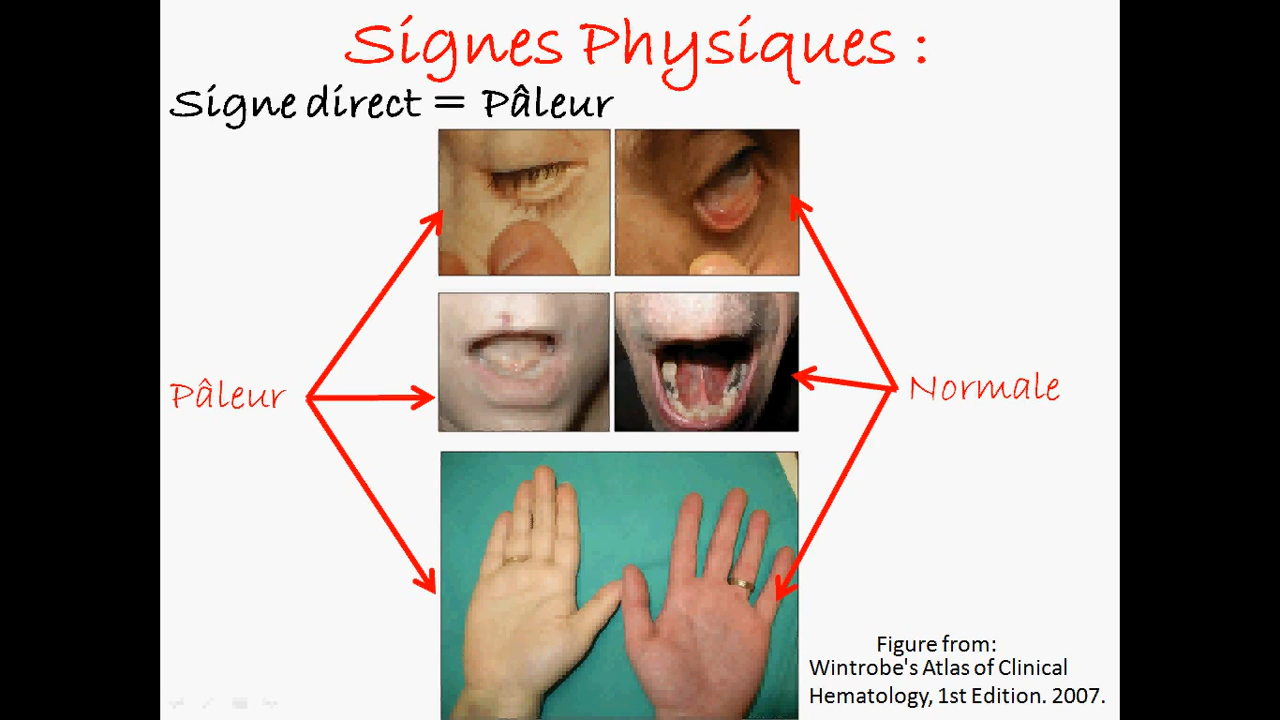 Signes Physiques :
Signe direct = Pâleur
Pâleur
Normale
Figure from:
Wintrobe's Atlas of Clinical
Hematology, 1st Edition. 2007.